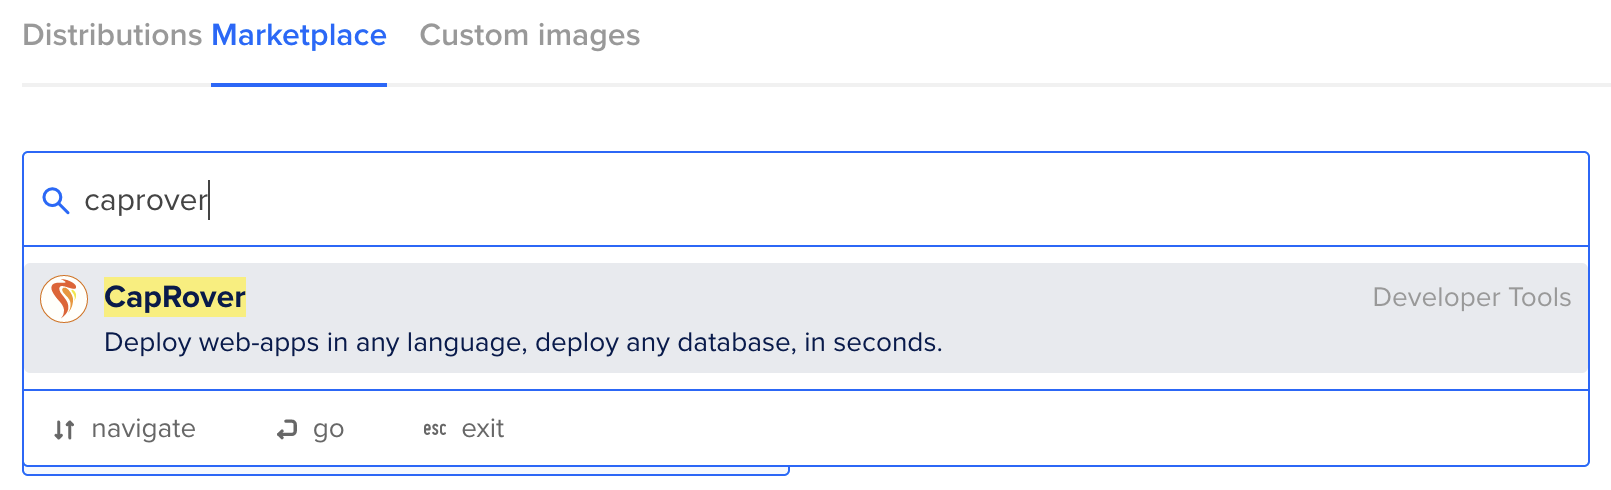 Distributions Marketplace Custom images
caprover
CapRover Developer Tools
Deploy web-apps in any language, deploy any database, in seconds.
navigate go esc exit